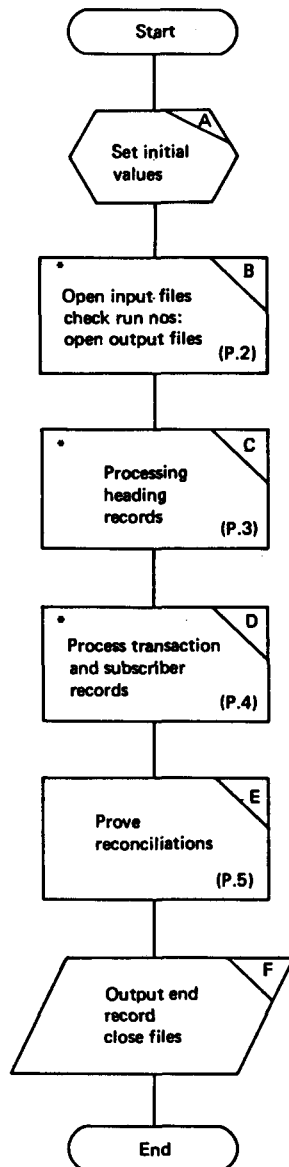 Start
A
Set initial
values
*
B
Open input files
check run nos:
open output files
(P.2)
*
C
Processing
heading
records
(P.3)
*
D
Process transaction
and subscriber
records
(P.4)
E
Prove
reconciliations
(P.5)
F
Output end
record
close files
End